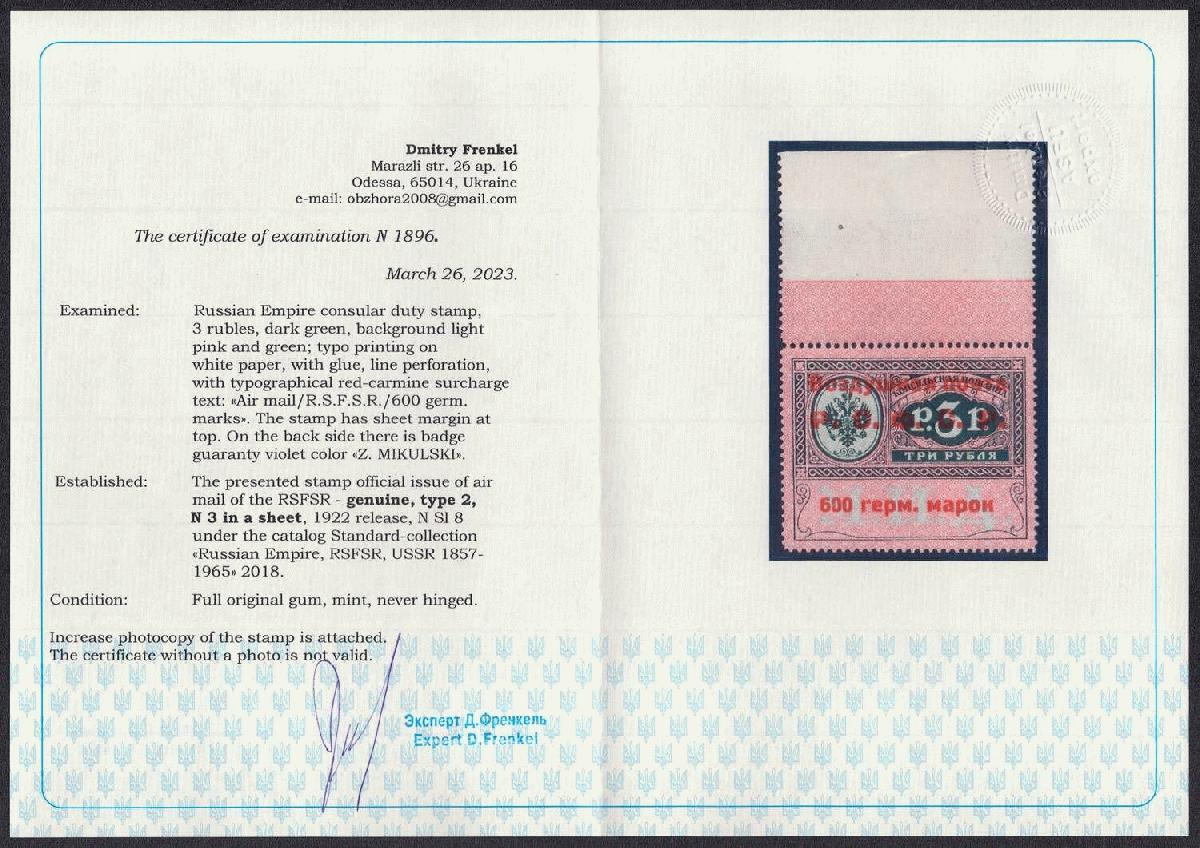 Dmitry Frenkel
Marazli str. 26 ap. 16
Odessa, 65014, Ukraine
e-mail: obzhora2008@gmail.com
The certificate of examination N 1896.
March 26, 2023.
Examined: Russian Empire consular duty stamp,
3 rubles, dark green, background light
pink and green; typo printing on
white paper, with glue, line perforation,
with typographical red-carmine surcharge
text: «Air mail/R.S.F.S.R./600 germ.
marks». The stamp has sheet margin at
top. On the back side there is badge
guaranty violet color «Z. MIKULSKI».
Established: The presented stamp official issue of air
mail of the RSFSR - genuine, type 2,
N 3 in a sheet, 1922 release, N SI 8
under the catalog Standard-collection
«Russian Empire, RSFSR, USSR 1857-
1965» 2018.
Condition: Full original gum, mint, never hinged.
Increase photocopy of the stamp is attached.
The certificate without a photo is not valid.
Эксперт Д.Френкель
Expert D.Frenkel
Воздушная почта
Р. С. Ф. С. Р.
Р.3Р.
ТРИ РУБЛЯ
600 герм. марок